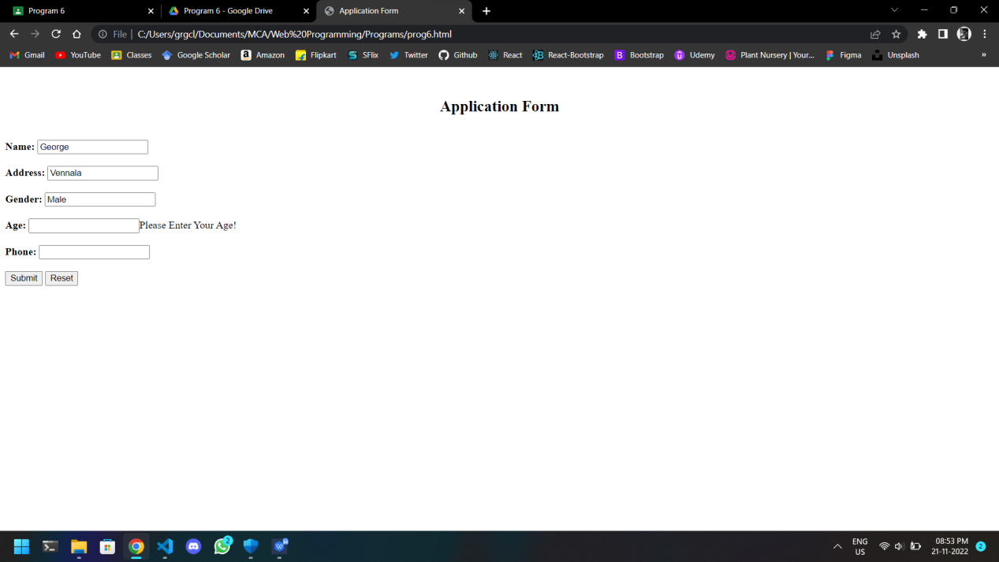 Program 6
Program 6 - Google Drive
Application Form
File | C:/Users/grgcl/Documents/MCA/Web%20Programming/Programs/prog6.html
Gmail YouTube Classes Google Scholar Amazon Flipkart SFlix Twitter Github React React-Bootstrap Bootstrap Udemy Plant Nursery | Your... Figma Unsplash »
Application Form
Name: George
Address: Vennala
Gender: Male
Age: Please Enter Your Age!
Phone:
Submit Reset
2
ENG
US
08:53 PM
21-11-2022
2